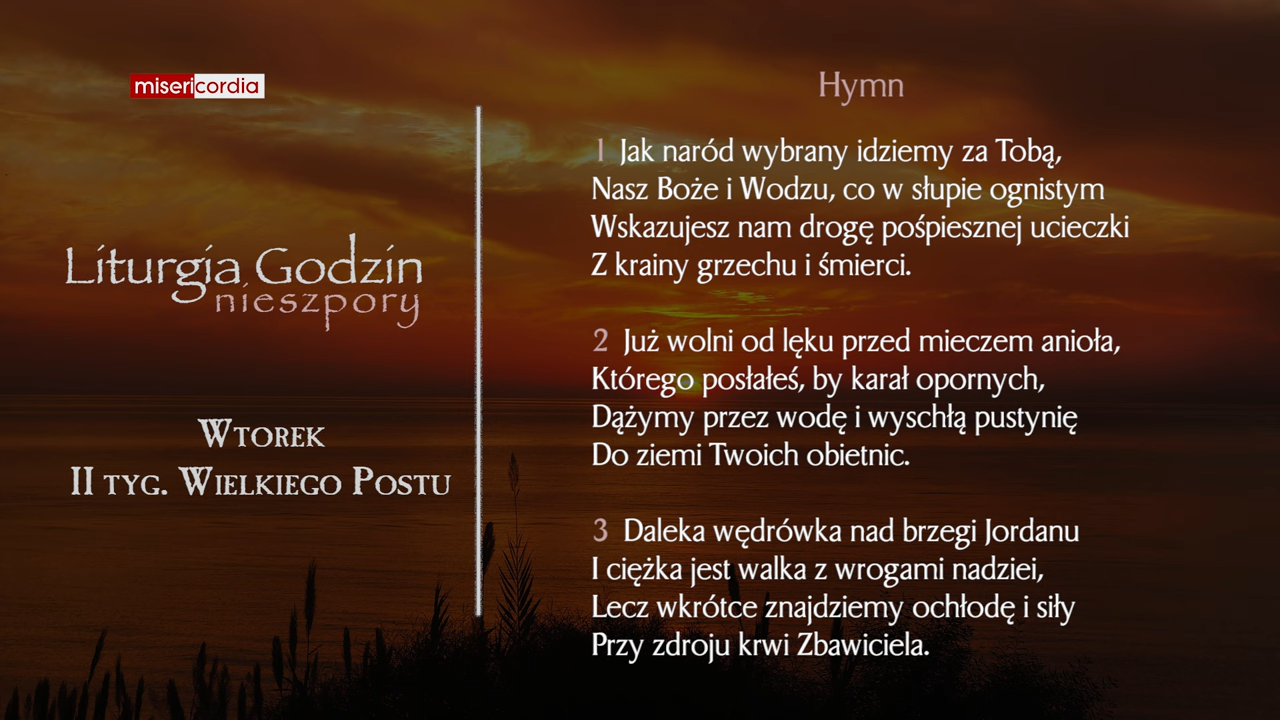 misericordia
Liturgia Godzin
nieszpory
Wtorek
II tyg. Wielkiego Postu
Hymn
1 Jak naród wybrany idziemy za Tobą,
Nasz Boże i Wodzu, co w słupie ognistym
Wskazujesz nam drogę pośpiesznej ucieczki
Z krainy grzechu i śmierci.
2 Już wolni od lęku przed mieczem anioła,
Którego posłałeś, by karał opornych,
Dążymy przez wodę i wyschłą pustynię
Do ziemi Twoich obietnic.
3 Daleka wędrówka nad brzegi Jordanu
I ciężka jest walka z wrogami nadziei,
Lecz wkrótce znajdziemy ochłodę i siły
Przy zdroju krwi Zbawiciela.